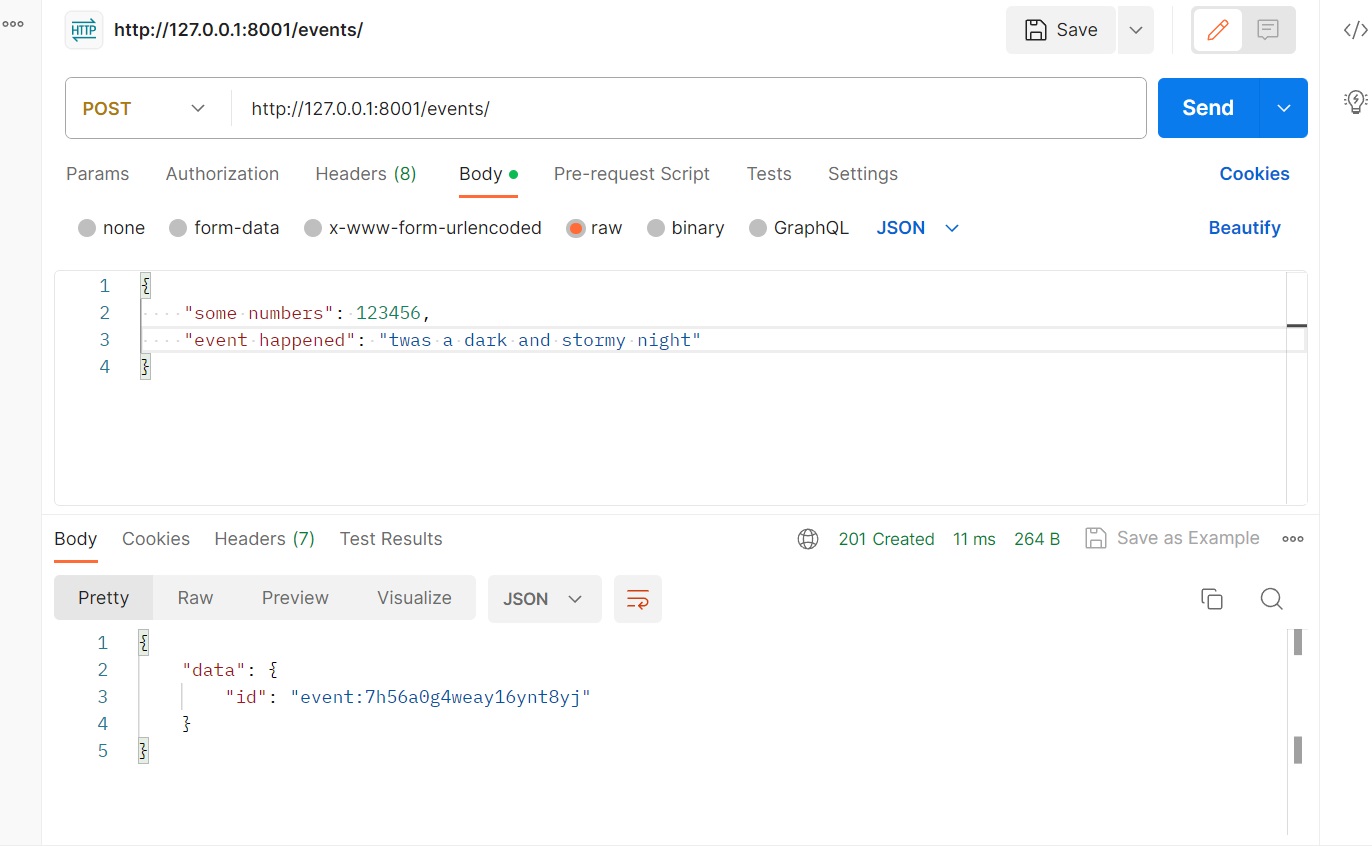 HTTP http://127.0.0.1:8001/events/ Save
POST http://127.0.0.1:8001/events/ Send
Params Authorization Headers (8) Body Pre-request Script Tests Settings Cookies
none form-data x-www-form-urlencoded raw binary GraphQL JSON Beautify
1 {
2 "some numbers": 123456,
3 "event happened": "twas a dark and stormy night"
4 }
Body Cookies Headers (7) Test Results 201 Created 11 ms 264 B Save as Example
Pretty Raw Preview Visualize JSON
1 {
2 "data": {
3 "id": "event:7h56a0g4weay16ynt8yj"
4 }
5 }